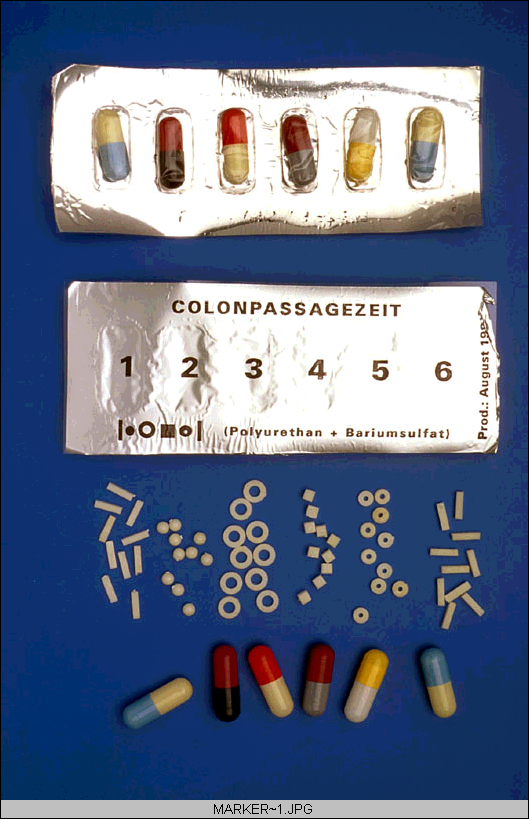 COLONPASSAGEZEIT
1 2 3 4 5 6
(Polyurethan + Bariumsulfat)
Prod.: August
MARKER~1.JPG